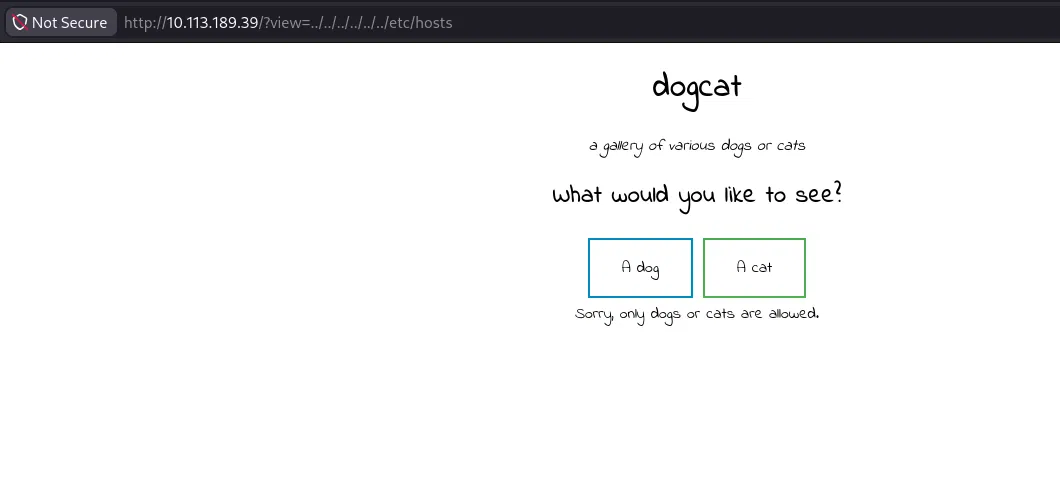 Not Secure http://10.113.189.39/?view=../../../../../../etc/hosts
dogcat
a gallery of various dogs or cats
What would you like to see?
A dog A cat
Sorry, only dogs or cats are allowed.